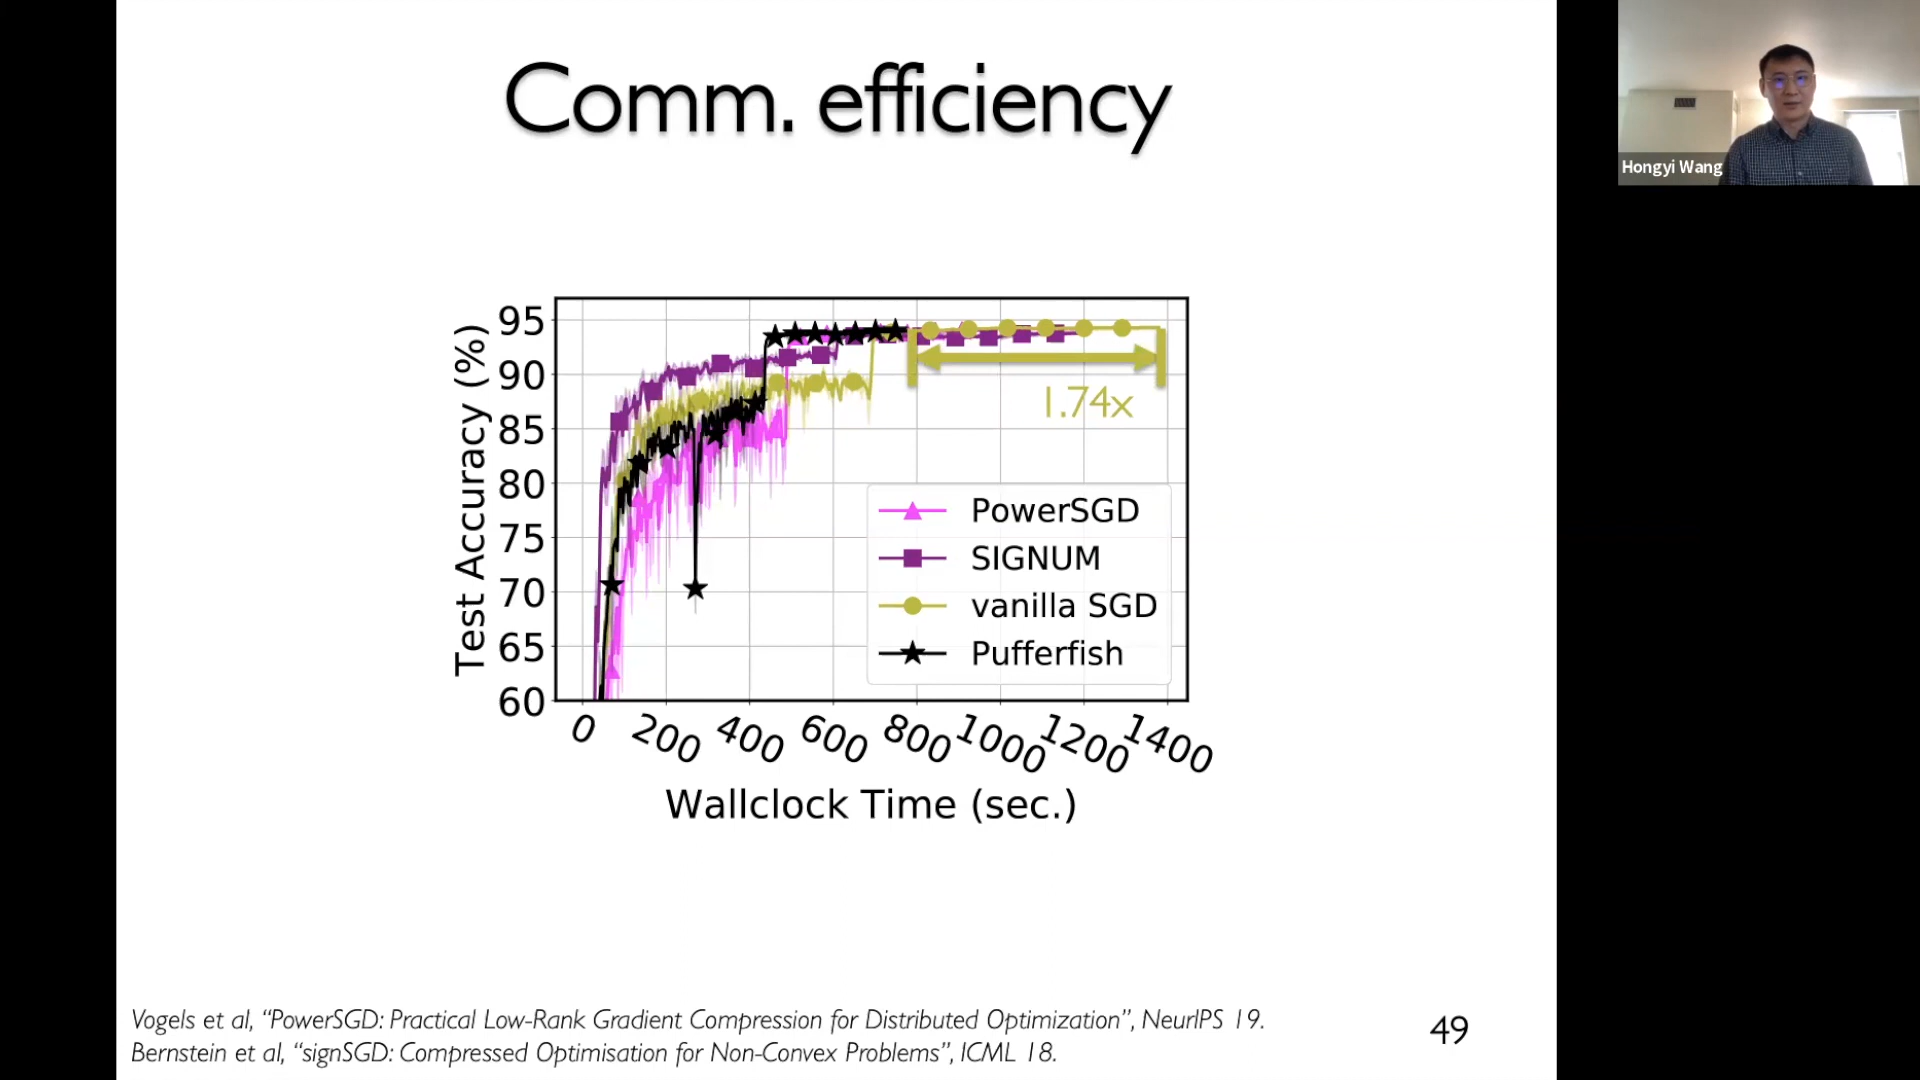 Comm. efficiency
Hongyi Wang
Test Accuracy (%)
95
90
85
80
75
70
65
60
1.74x
PowerSGD
SIGNUM
vanilla SGD
Pufferfish
0
200
400
600
800
1000
1200
1400
Wallclock Time (sec.)
Vogels et al, “PowerSGD: Practical Low-Rank Gradient Compression for Distributed Optimization”, NeurIPS 19.
Bernstein et al, “signSGD: Compressed Optimisation for Non-Convex Problems”, ICML 18.
49